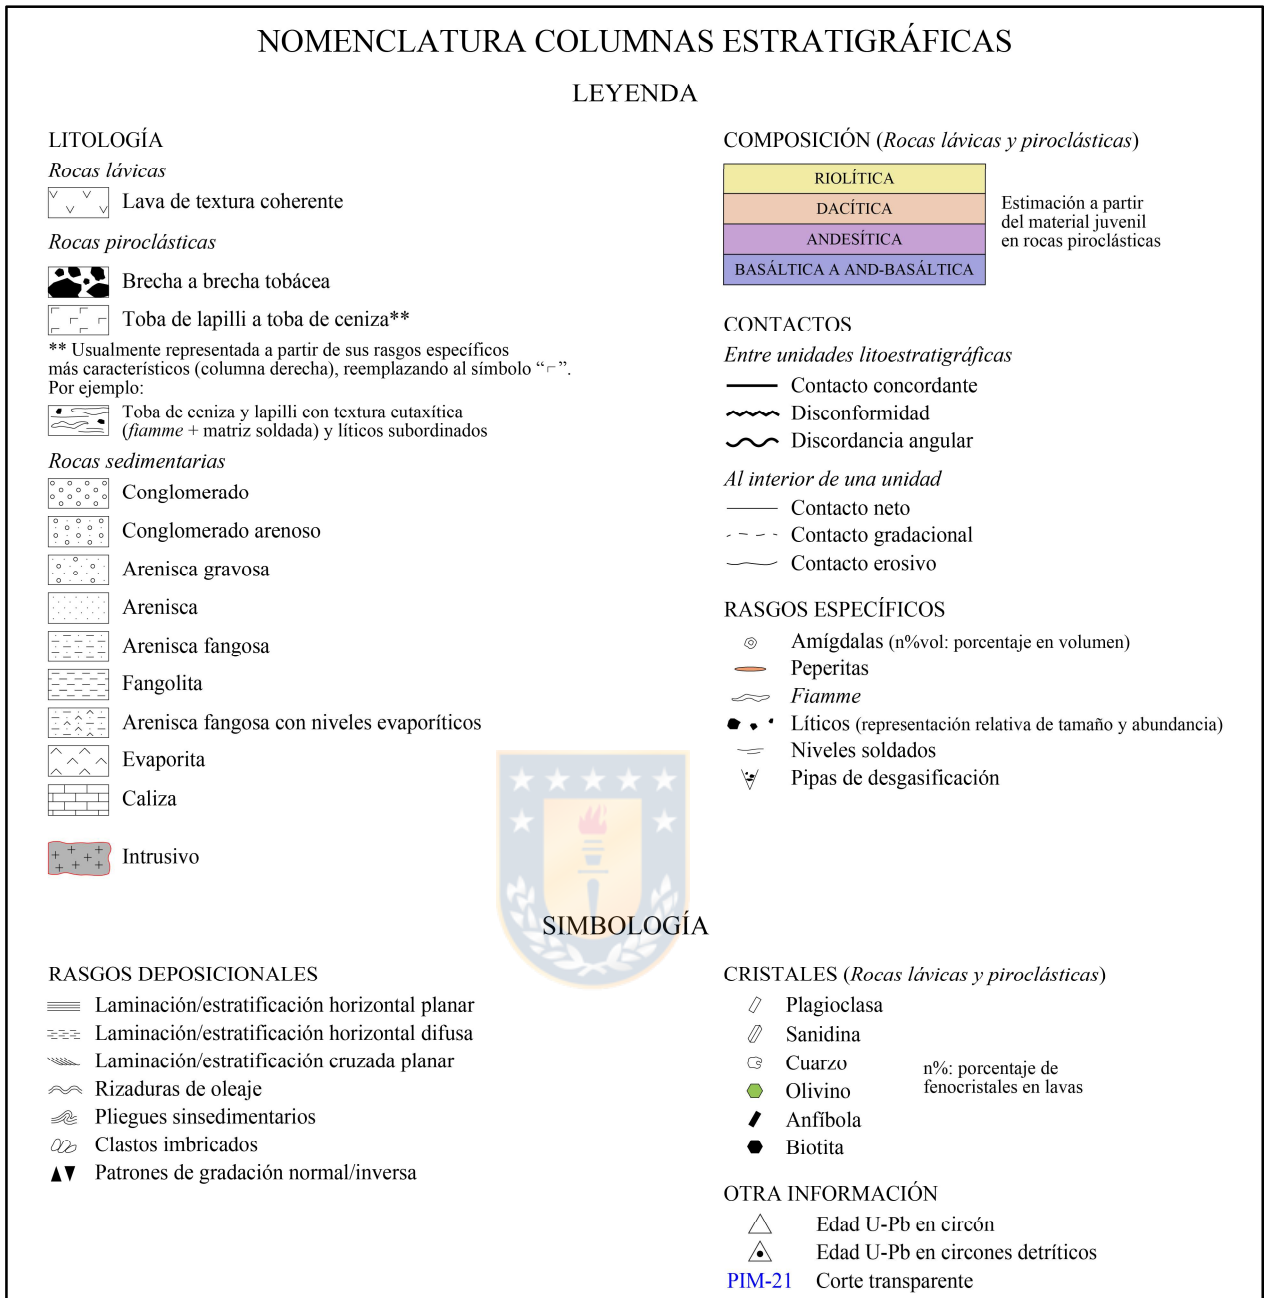 NOMENCLATURA COLUMNAS ESTRATIGRÁFICAS
LEYENDA
LITOLOGÍA
Rocas lávicas
Lava de textura coherente
Rocas piroclásticas
Brecha a brecha tobácea
Toba de lapilli a toba de ceniza**
** Usualmente representada a partir de sus rasgos específicos
más característicos (columna derecha), reemplazando al símbolo “⌐”.
Por ejemplo:
Toba de ceniza y lapilli con textura eutaxítica
(fiamme + matriz soldada) y líticos subordinados
Rocas sedimentarias
Conglomerado
Conglomerado arenoso
Arenisca gravosa
Arenisca
Arenisca fangosa
Fangolita
Arenisca fangosa con niveles evaporíticos
Evaporita
Caliza
Intrusivo
COMPOSICIÓN (Rocas lávicas y piroclásticas)
RIOLÍTICA
DACÍTICA
ANDESÍTICA
BASÁLTICA A AND-BASÁLTICA
Estimación a partir
del material juvenil
en rocas piroclásticas
CONTACTOS
Entre unidades litoestratigráficas
Contacto concordante
Disconformidad
Discordancia angular
Al interior de una unidad
Contacto neto
Contacto gradacional
Contacto erosivo
RASGOS ESPECÍFICOS
Amígdalas (n%vol: porcentaje en volumen)
Peperitas
Fiamme
Líticos (representación relativa de tamaño y abundancia)
Niveles soldados
Pipas de desgasificación
SIMBOLOGÍA
RASGOS DEPOSICIONALES
Laminación/estratificación horizontal planar
Laminación/estratificación horizontal difusa
Laminación/estratificación cruzada planar
Rizaduras de oleaje
Pliegues sinsedimentarios
Clastos imbricados
Patrones de gradación normal/inversa
CRISTALES (Rocas lávicas y piroclásticas)
Plagioclasa
Sanidina
Cuarzo
Olivino
Anfíbola
Biotita
n%: porcentaje de
fenocristales en lavas
OTRA INFORMACIÓN
Edad U-Pb en circón
Edad U-Pb en circones detríticos
PIM-21 Corte transparente